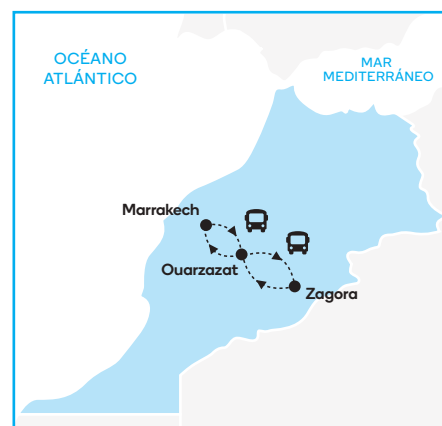 OCÉANO
ATLÁNTICO
MAR
MEDITERRÁNEO
Marrakech
Ouarzazat
Zagora